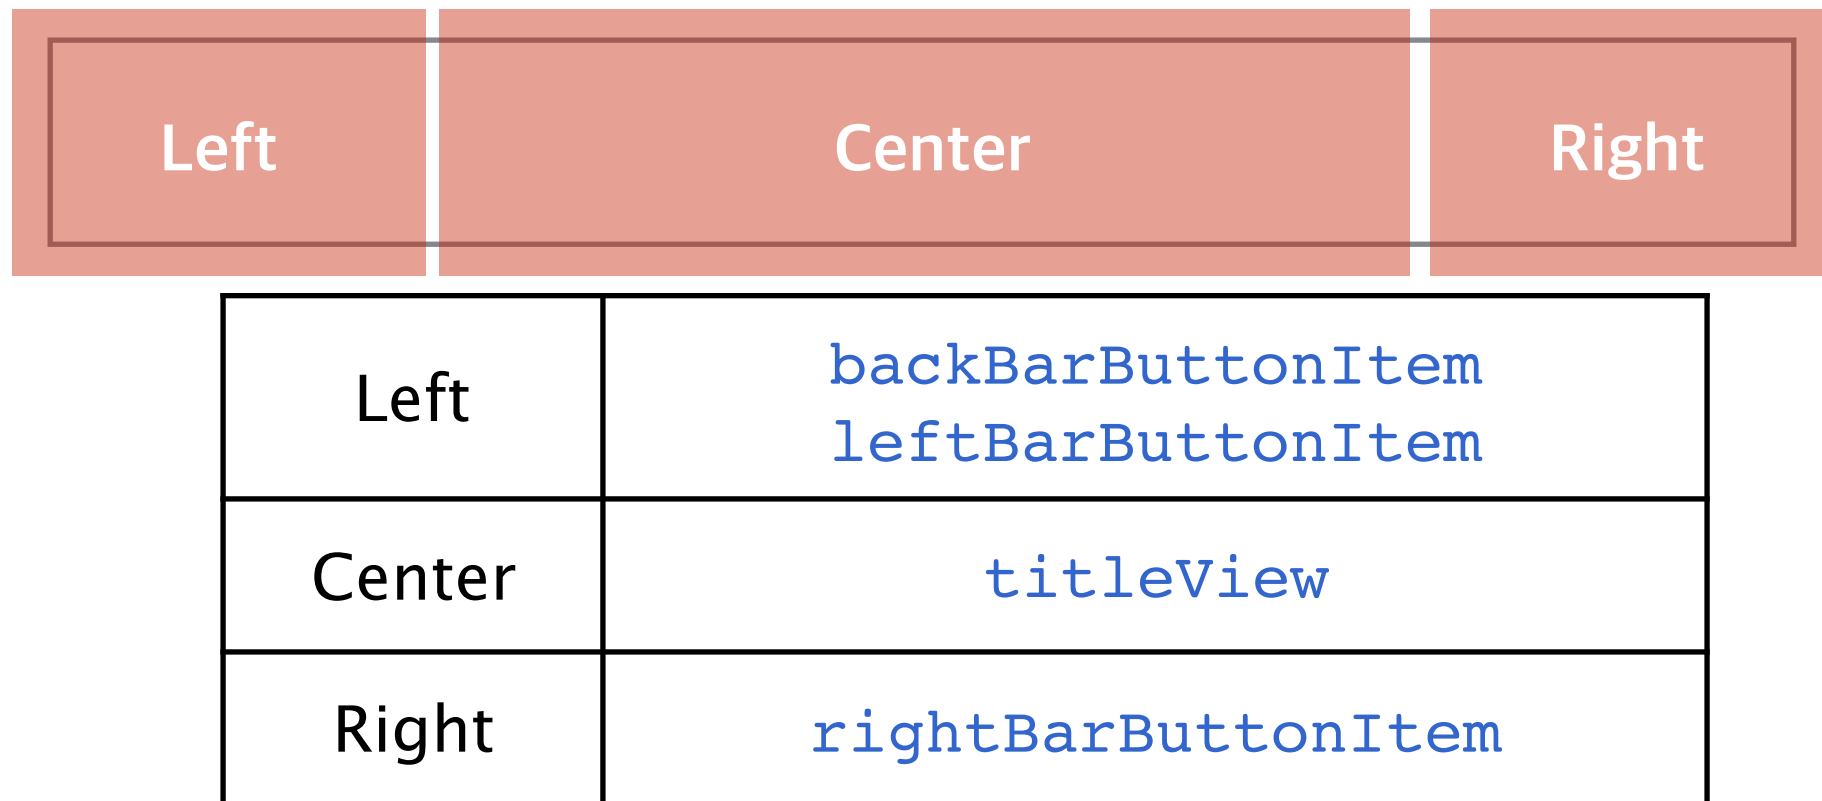 Left
Center
Right
Left
backBarButtonItem
leftBarButtonItem
Center
titleView
Right
rightBarButtonItem